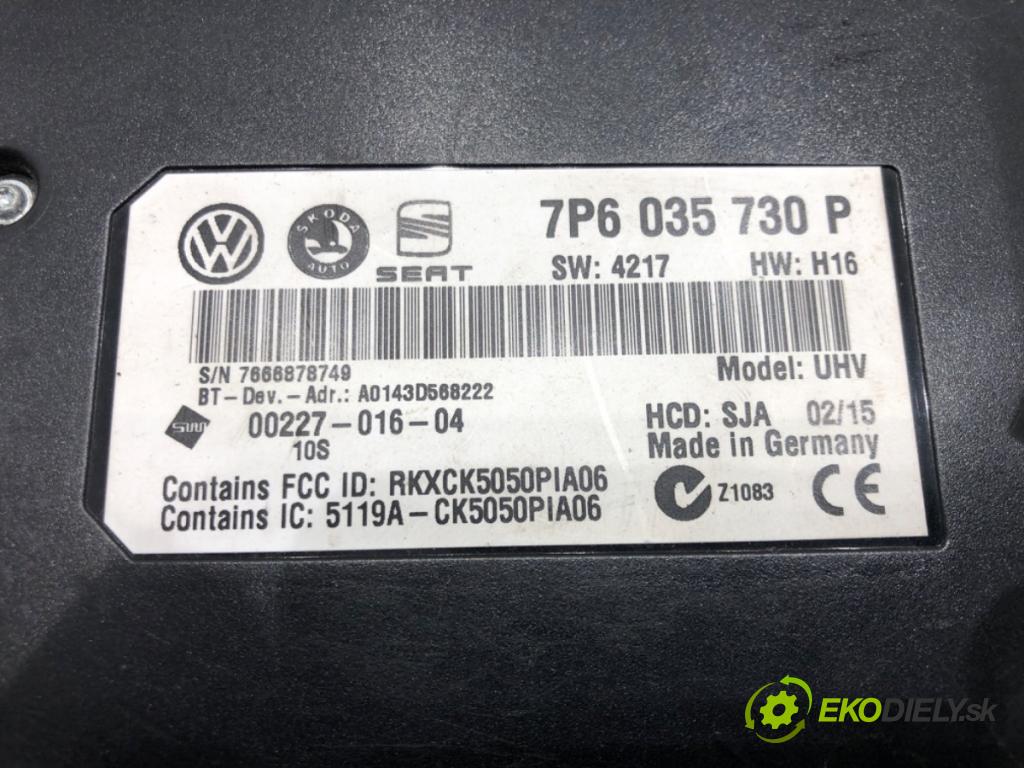 7P6 035 730 P
ŠKODA
AUTO
SEAT
SW: 4217 HW: H16
S/N 7666878749
Model: UHV
BT-Dev.-Adr.: A0143D568222
SW 00227-016-04
10S
HCD: SJA 02/15
Made in Germany
Contains FCC ID: RKXCK5050PIA06
Contains IC: 5119A-CK5050PIA06
Z1083 CE
EKODIELY.sk